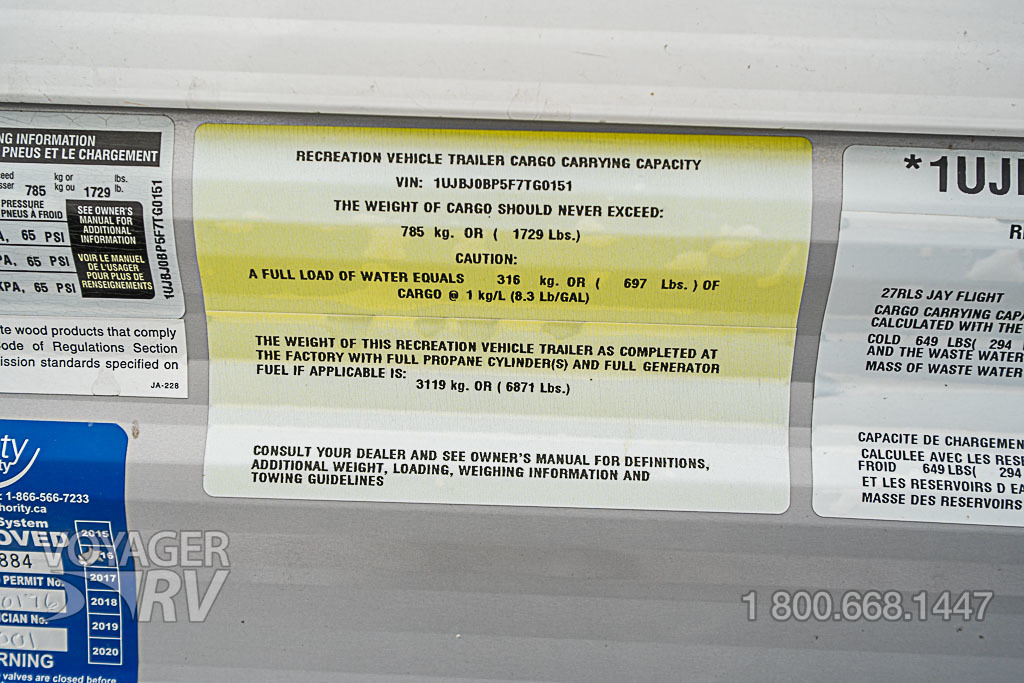 NG INFORMATION
PNEUS ET LE CHARGEMENT
785 kg or kg ou 1729 lbs. lb.
PRESSURE
PNEUS A FROID
A, 65 PSI
PA, 65 PSI
KPA, 65 PSI
SEE OWNER'S
MANUAL FOR
ADDITIONAL
INFORMATION
VOIR LE MANUEL
DE L'USAGER
POUR PLUS DE
RENSEIGNEMENTS
1UJBJ0BP5F7TG0151
te wood products that comply
Code of Regulations Section
ission standards specified on
JA-228
RECREATION VEHICLE TRAILER CARGO CARRYING CAPACITY
VIN: 1UJBJ0BP5F7TG0151
THE WEIGHT OF CARGO SHOULD NEVER EXCEED:
785 kg. OR ( 1729 Lbs.)
CAUTION:
A FULL LOAD OF WATER EQUALS 316 kg. OR ( 697 Lbs. ) OF
CARGO @ 1 kg/L (8.3 Lb/GAL)
THE WEIGHT OF THIS RECREATION VEHICLE TRAILER AS COMPLETED AT
THE FACTORY WITH FULL PROPANE CYLINDER(S) AND FULL GENERATOR
FUEL IF APPLICABLE IS:
3119 kg. OR ( 6871 Lbs.)
CONSULT YOUR DEALER AND SEE OWNER'S MANUAL FOR DEFINITIONS,
ADDITIONAL WEIGHT, LOADING, WEIGHING INFORMATION AND
TOWING GUIDELINES
*1UJ
27RLS JAY FLIGHT
CARGO CARRYING CAPA
CALCULATED WITH THE
COLD 649 LBS( 294
AND THE WASTE WATER
MASS OF WASTE WATER
CAPACITE DE CHARGEMEN
CALCULEE AVEC LES RESE
FROID 649 LBS( 294
ET LES RESERVOIRS D EA
MASSE DES RESERVOIRS
: 1-866-566-7233
hority.ca
System
OVED
884
PERMIT No.
CIAN No.
RNING
valves are closed before
2015
2017
2018
2019
2020
VOYAGER
RV
1 800.668.1447